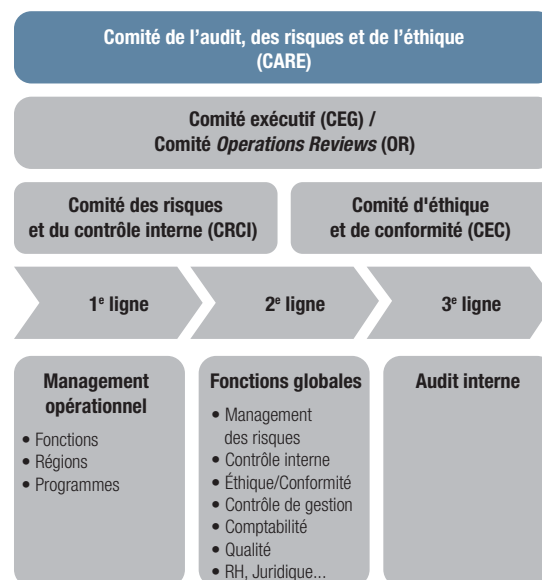 Comité de l'audit, des risques et de l'éthique
(CARE)
Comité exécutif (CEG) /
Comité Operations Reviews (OR)
Comité des risques
et du contrôle interne (CRCI)
Comité d'éthique
et de conformité (CEC)
1e ligne
2e ligne
3e ligne
Management
opérationnel
• Fonctions
• Régions
• Programmes
Fonctions globales
• Management
des risques
• Contrôle interne
• Éthique/Conformité
• Contrôle de gestion
• Comptabilité
• Qualité
• RH, Juridique...
Audit interne